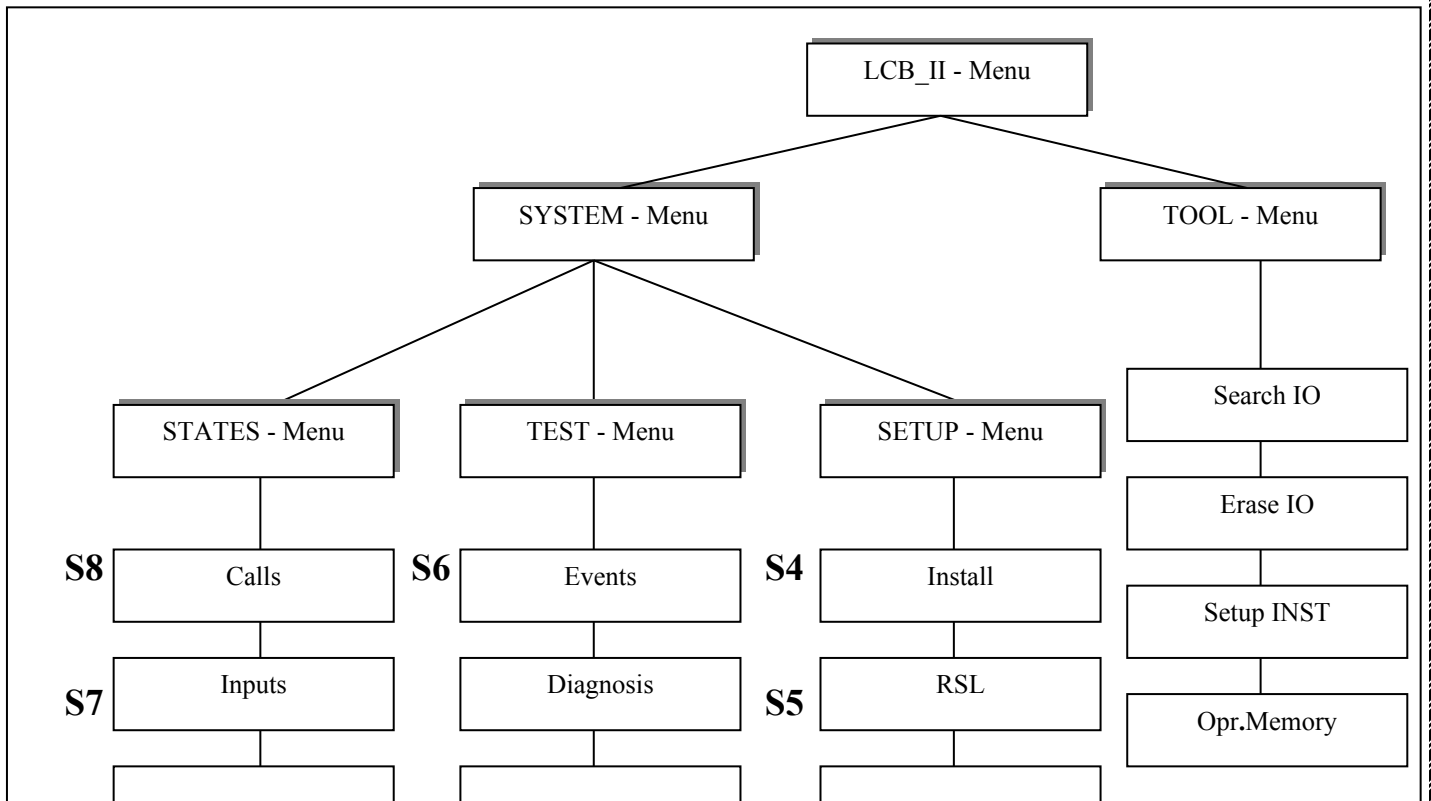 LCB_II - Menu
SYSTEM - Menu
TOOL - Menu
Search IO
STATES - Menu
TEST - Menu
SETUP - Menu
Erase IO
S8
Calls
S6
Events
S4
Install
Setup INST
S7
Inputs
Diagnosis
S5
RSL
Opr.Memory